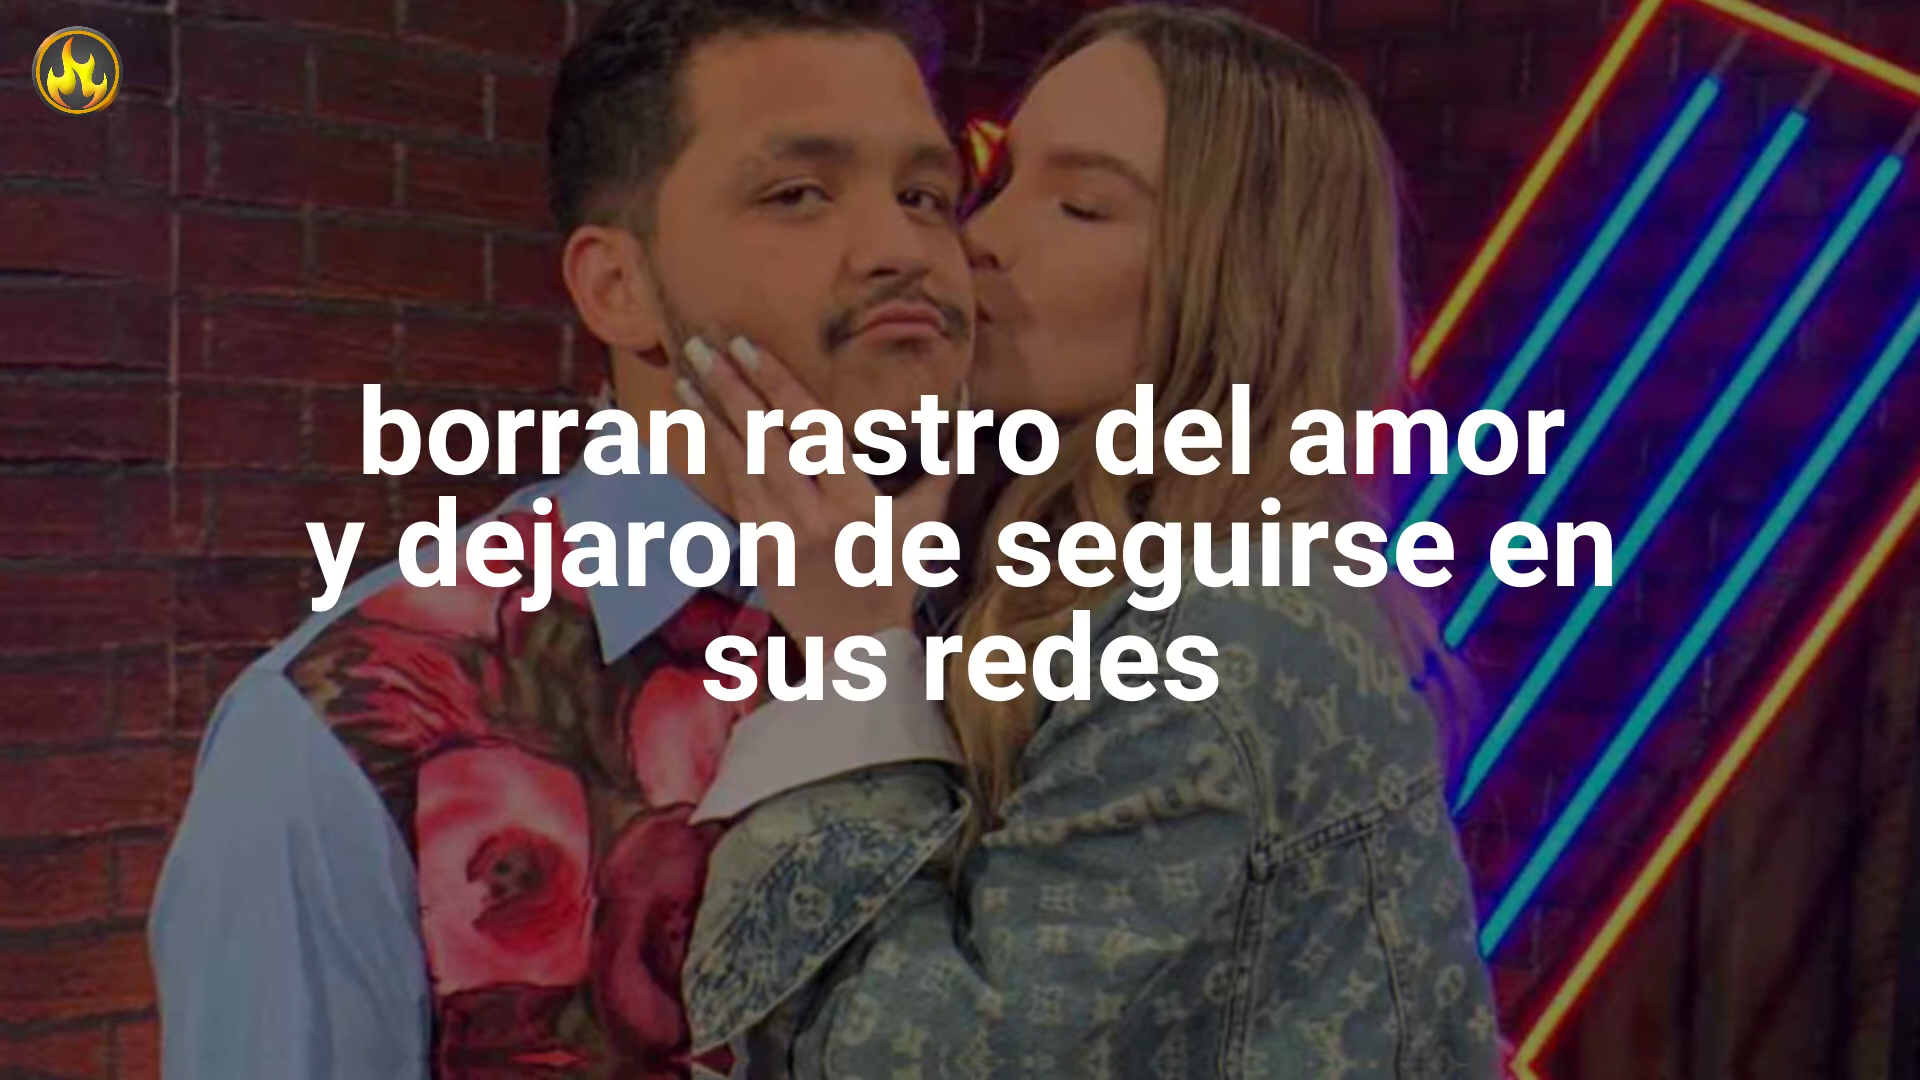 borran rastro del amor
y dejaron de seguirse en
sus redes